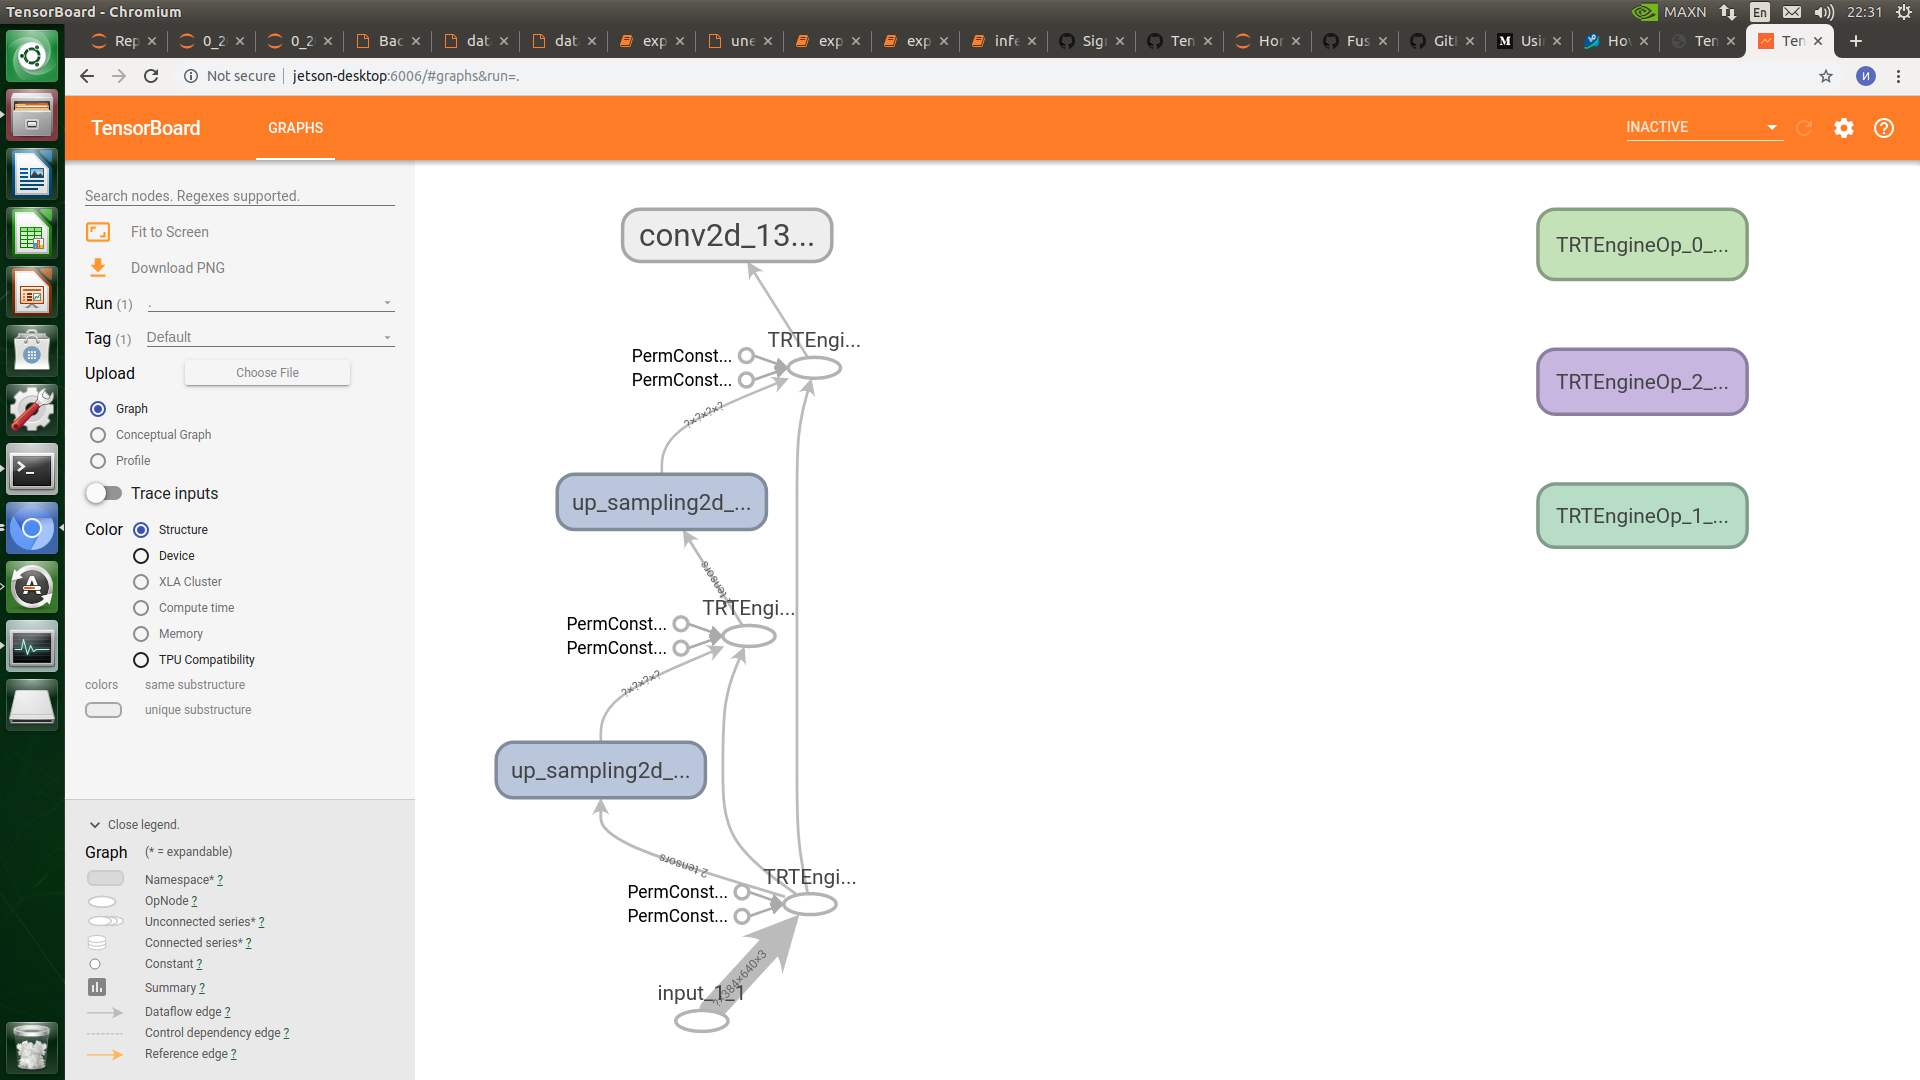 TensorBoard - Chromium
MAXN
En
22:31
Rep
0_2
0_2
Bac
dat
dat
exp
une
exp
exp
infe
Sig
Ten
Hor
Fus
Git
M Usi
Ho
Ten
Ten
Not secure
jetson-desktop:6006/#graphs&run=.
И
TensorBoard
GRAPHS
INACTIVE
Search nodes. Regexes supported.
Fit to Screen
Download PNG
Run (1) .
Tag (1) Default
Upload Choose File
Graph
Conceptual Graph
Profile
Trace inputs
Color Structure
Device
XLA Cluster
Compute time
Memory
TPU Compatibility
colors same substructure
unique substructure
Close legend.
Graph (* = expandable)
Namespace* ?
OpNode ?
Unconnected series* ?
Connected series* ?
Constant ?
Summary ?
Dataflow edge ?
Control dependency edge ?
Reference edge ?
conv2d_13...
TRTEngi...
PermConst...
PermConst...
?×?×?×?
up_sampling2d_...
tensors
TRTEngi...
PermConst...
PermConst...
?×?×?×?
up_sampling2d_...
2 tensors
TRTEngi...
PermConst...
PermConst...
?×384×640×3
input_1_1
TRTEngineOp_0_...
TRTEngineOp_2_...
TRTEngineOp_1_...